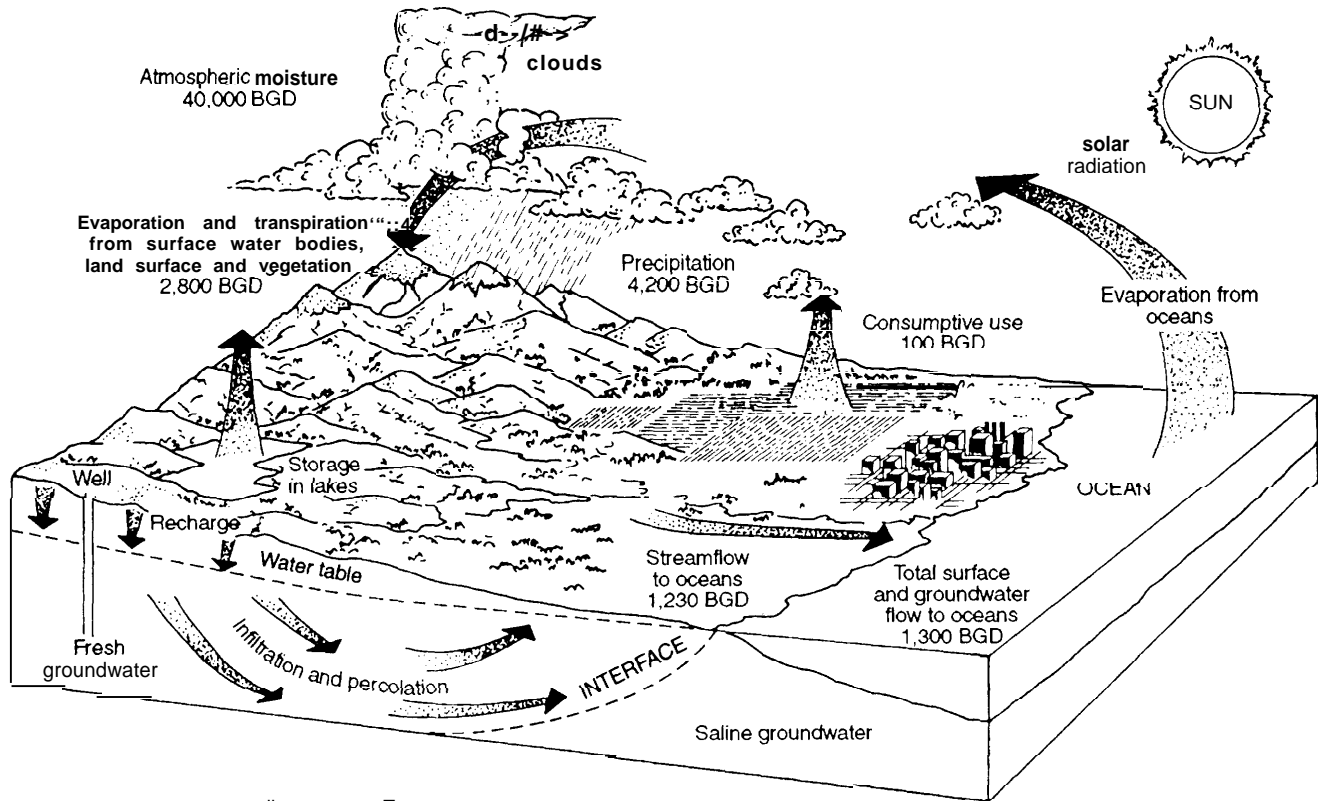 clouds
Atmospheric moisture
40,000 BGD
SUN
solar
radiation
Evaporation and transpiration
from surface water bodies,
land surface and vegetation
2,800 BGD
Precipitation
4,200 BGD
Evaporation from
oceans
Consumptive use
100 BGD
Well
Storage
in lakes
OCEAN
Recharge
Water table
Streamflow
to oceans
1,230 BGD
Total surface
and groundwater
flow to oceans
1,300 BGD
Fresh
groundwater
Infiltration and percolation
INTERFACE
Saline groundwater